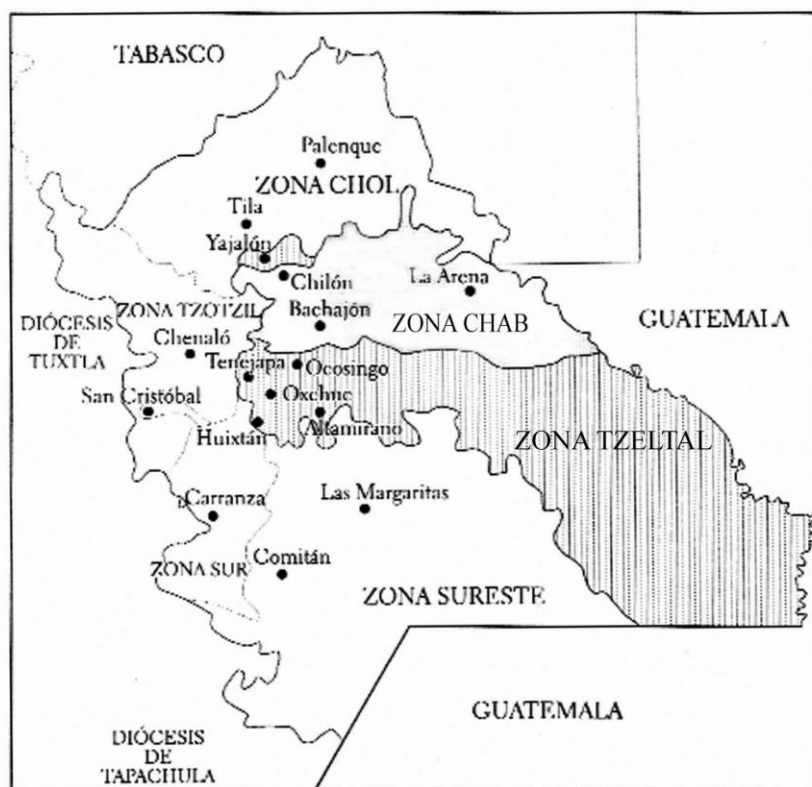 TABASCO
Palenque
ZONA CHOL
Tila
Yajalón
Chilón
La Arena
ZONA TZOTZIL
Bachajón
ZONA CHAB
GUATEMALA
DIÓCESIS
DE
TUXTLA
Chenaló
Tenejapa
Ocosingo
San Cristóbal
Oxchuc
Huixtán
Altamirano
ZONA TZELTAL
Carranza
Las Margaritas
ZONA SUR
Comitán
ZONA SURESTE
GUATEMALA
DIÓCESIS
DE
TAPACHULA